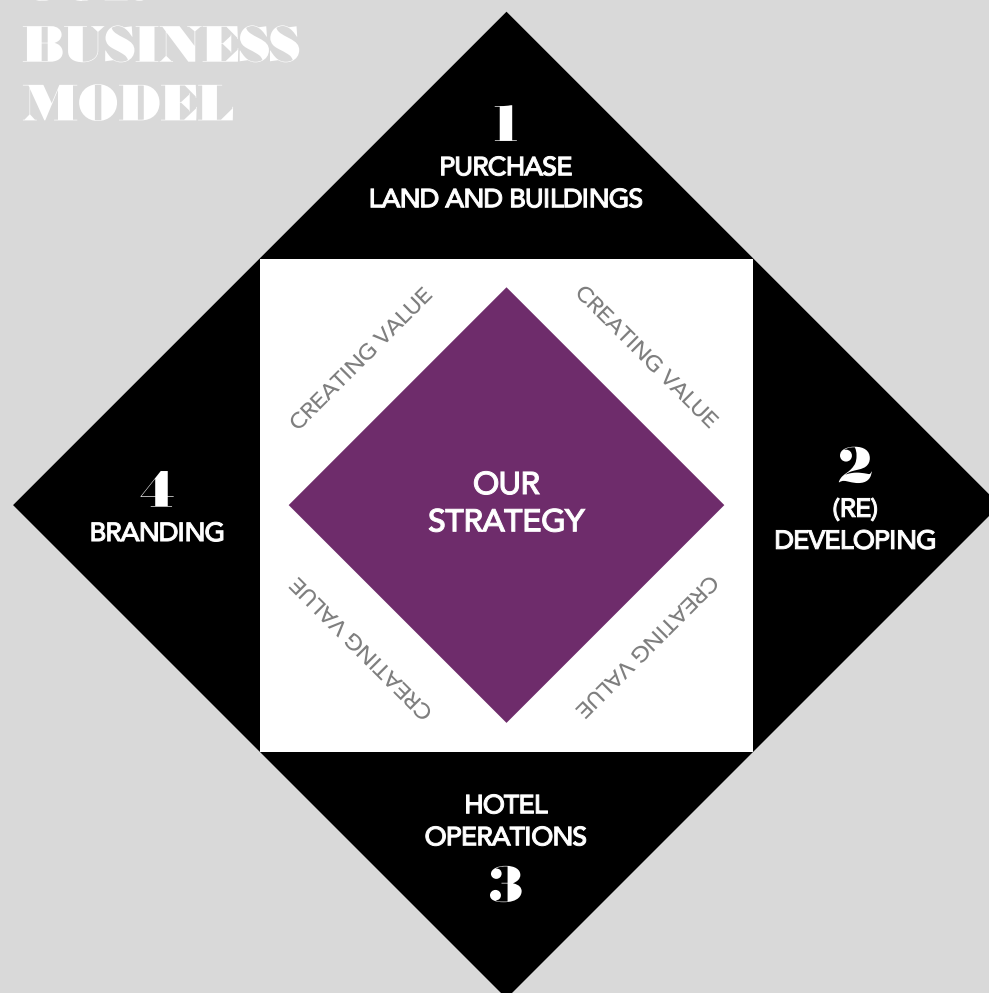 BUSINESS
MODEL
1
PURCHASE
LAND AND BUILDINGS
CREATING VALUE
CREATING VALUE
4
BRANDING
OUR
STRATEGY
2
(RE)
DEVELOPING
CREATING VALUE
CREATING VALUE
HOTEL
OPERATIONS
3